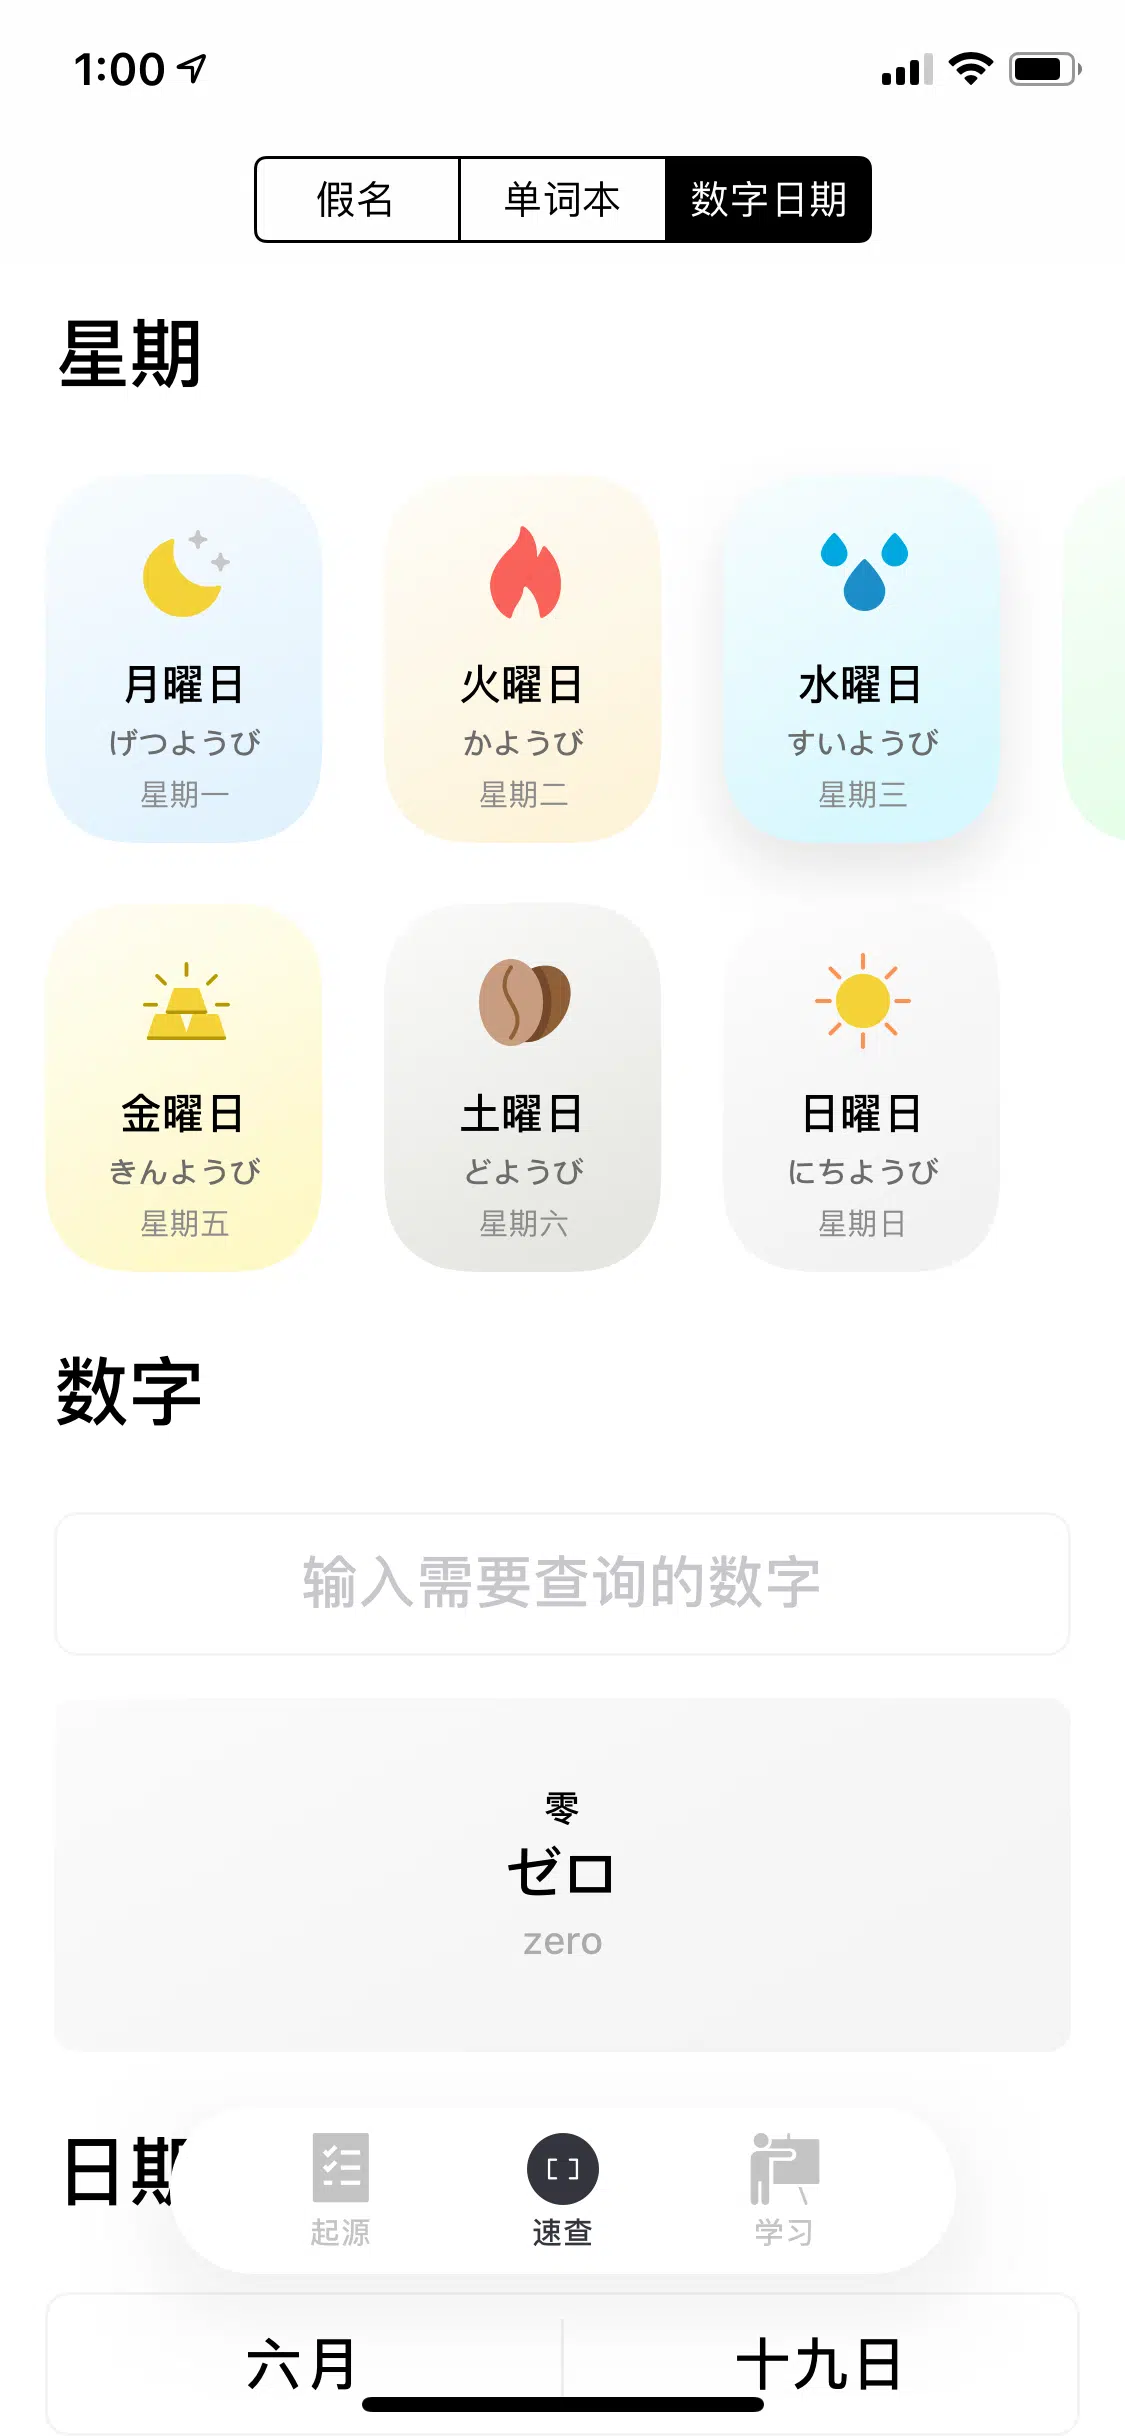 1:00
假名 单词本 数字日期
星期
月曜日 火曜日 水曜日
げつようび かようび すいようび
星期一 星期二 星期三
金曜日 土曜日 日曜日
きんようび どようび にちようび
星期五 星期六 星期日
数字
输入需要查询的数字
零
ゼロ
zero
日期
起源 速查 学习
六月 十九日